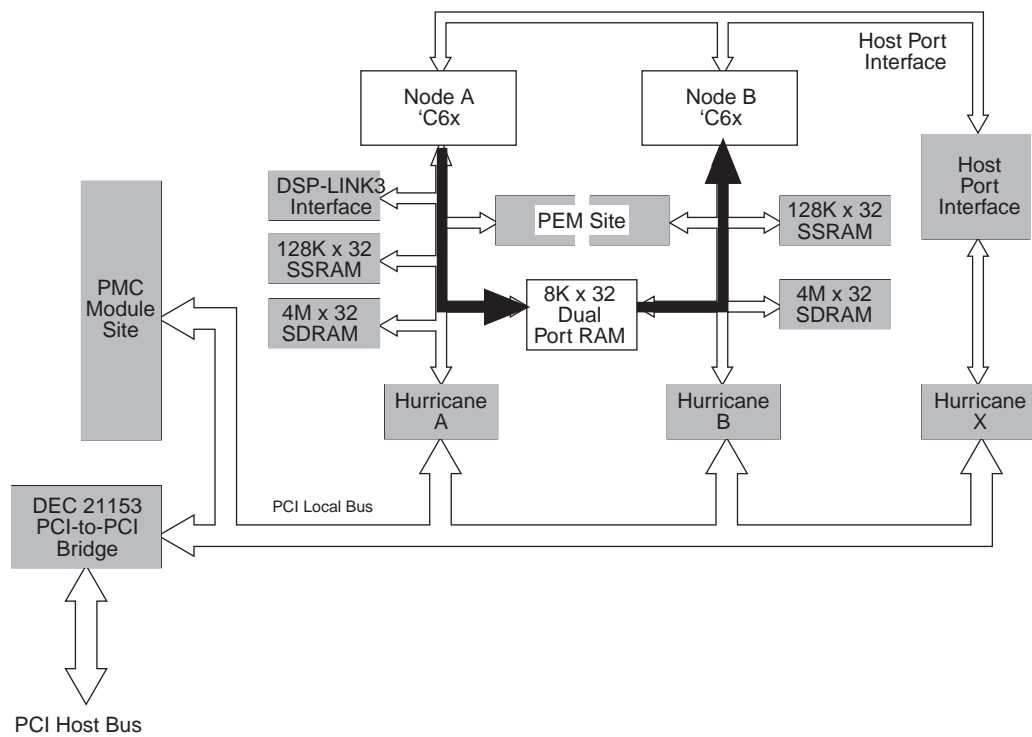 Host Port
Interface
Node A
‘C6x
Node B
‘C6x
Host
Port
Interface
DSP-LINK3
Interface
PEM Site
128K x 32
SSRAM
128K x 32
SSRAM
PMC
Module
Site
4M x 32
SDRAM
8K x 32
Dual
Port RAM
4M x 32
SDRAM
Hurricane
A
Hurricane
B
Hurricane
X
DEC 21153
PCI-to-PCI
Bridge
PCI Local Bus
PCI Host Bus